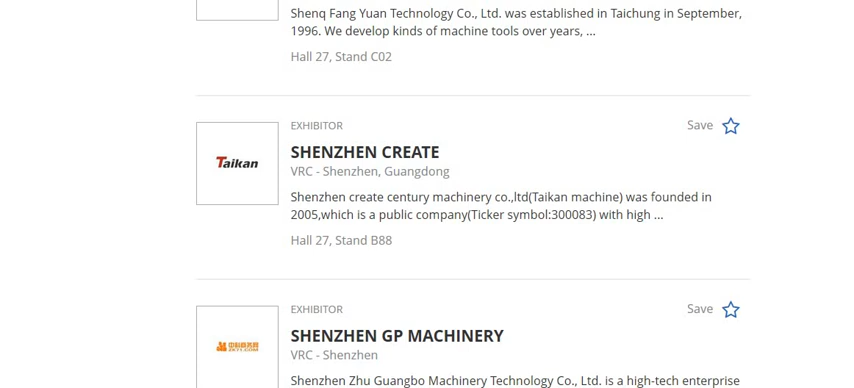 Shenq Fang Yuan Technology Co., Ltd. was established in Taichung in September,
1996. We develop kinds of machine tools over years, ...
Hall 27, Stand C02
EXHIBITOR
Save
Taikan
SHENZHEN CREATE
VRC - Shenzhen, Guangdong
Shenzhen create century machinery co.,ltd(Taikan machine) was founded in
2005,which is a public company(Ticker symbol:300083) with high ...
Hall 27, Stand B88
EXHIBITOR
Save
SHENZHEN GP MACHINERY
VRC - Shenzhen
Shenzhen Zhu Guangbo Machinery Technology Co., Ltd. is a high-tech enterprise